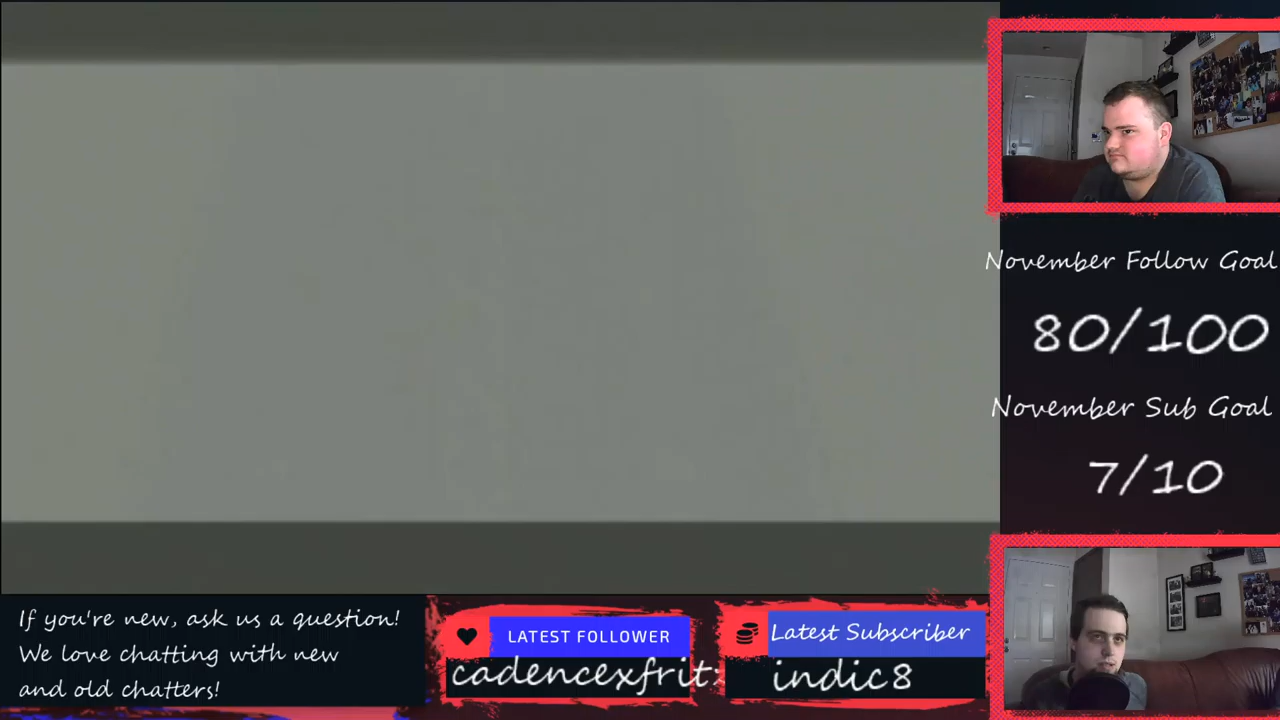 November Follow Goal
80/100
November Sub Goal
7/10
If you're new, ask us a question!
We love chatting with new
and old chatters!
LATEST FOLLOWER
cadencexfritz
Latest Subscriber
indic8